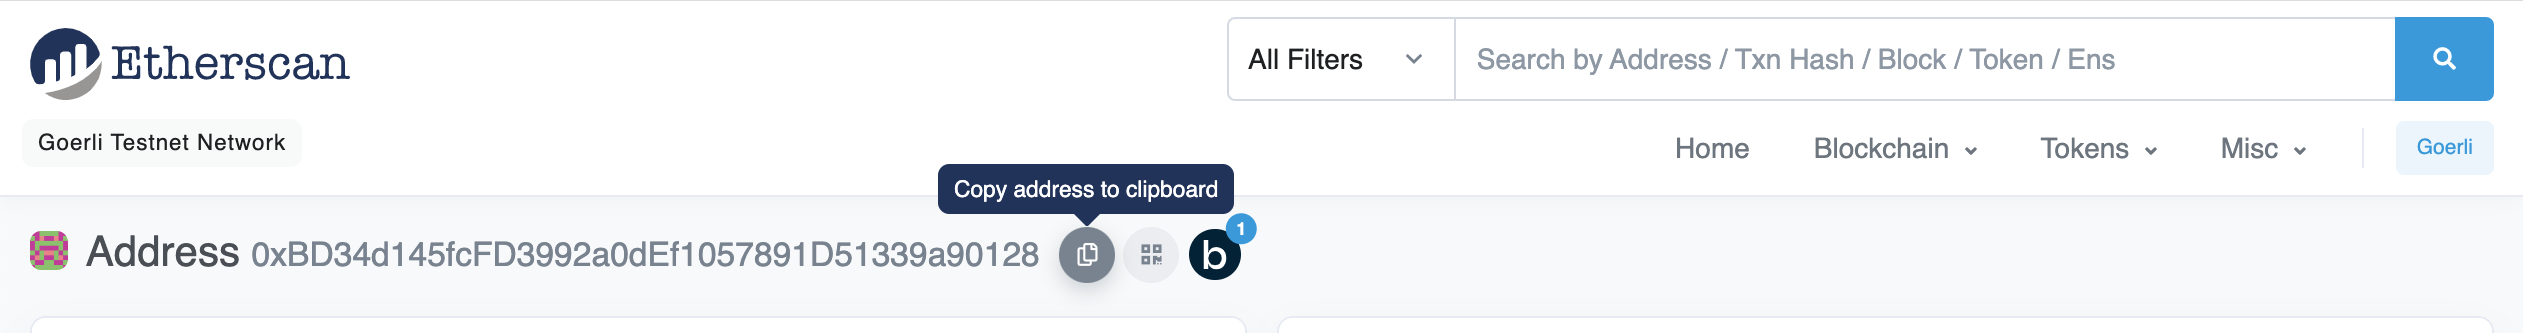 Etherscan
All Filters
Search by Address / Txn Hash / Block / Token / Ens
Goerli Testnet Network
Home Blockchain Tokens Misc Goerli
Copy address to clipboard
Address 0xBD34d145fcFD3992a0dEf1057891D51339a90128
b 1